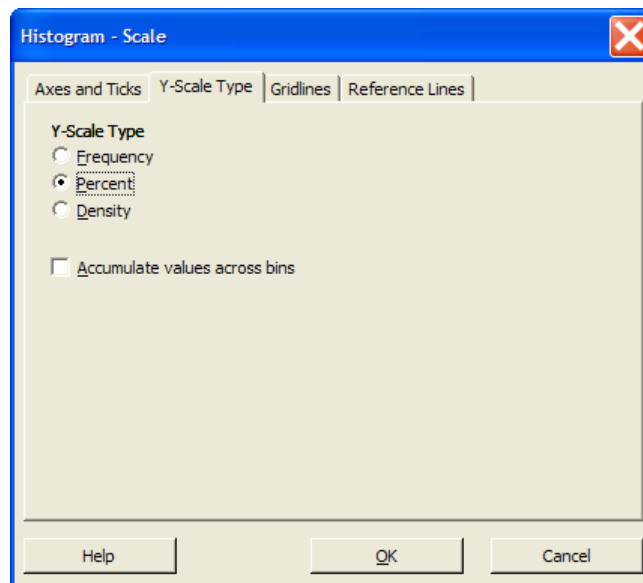 Histogram - Scale
Axes and Ticks Y-Scale Type Gridlines Reference Lines
Y-Scale Type
Frequency
Percent
Density
Accumulate values across bins
Help OK Cancel